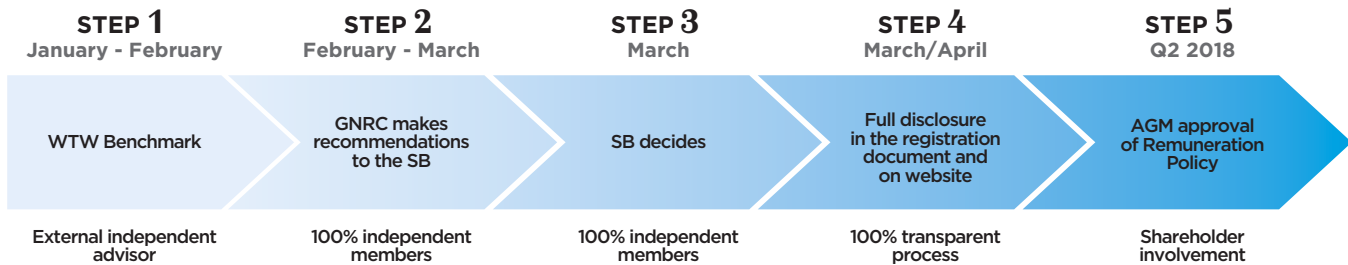 STEP 1
January - February
WTW Benchmark
External independent
advisor
STEP 2
February - March
GNRC makes
recommendations
to the SB
100% independent
members
STEP 3
March
SB decides
100% independent
members
STEP 4
March/April
Full disclosure
in the registration
document and
on website
100% transparent
process
STEP 5
Q2 2018
AGM approval
of Remuneration
Policy
Shareholder
involvement